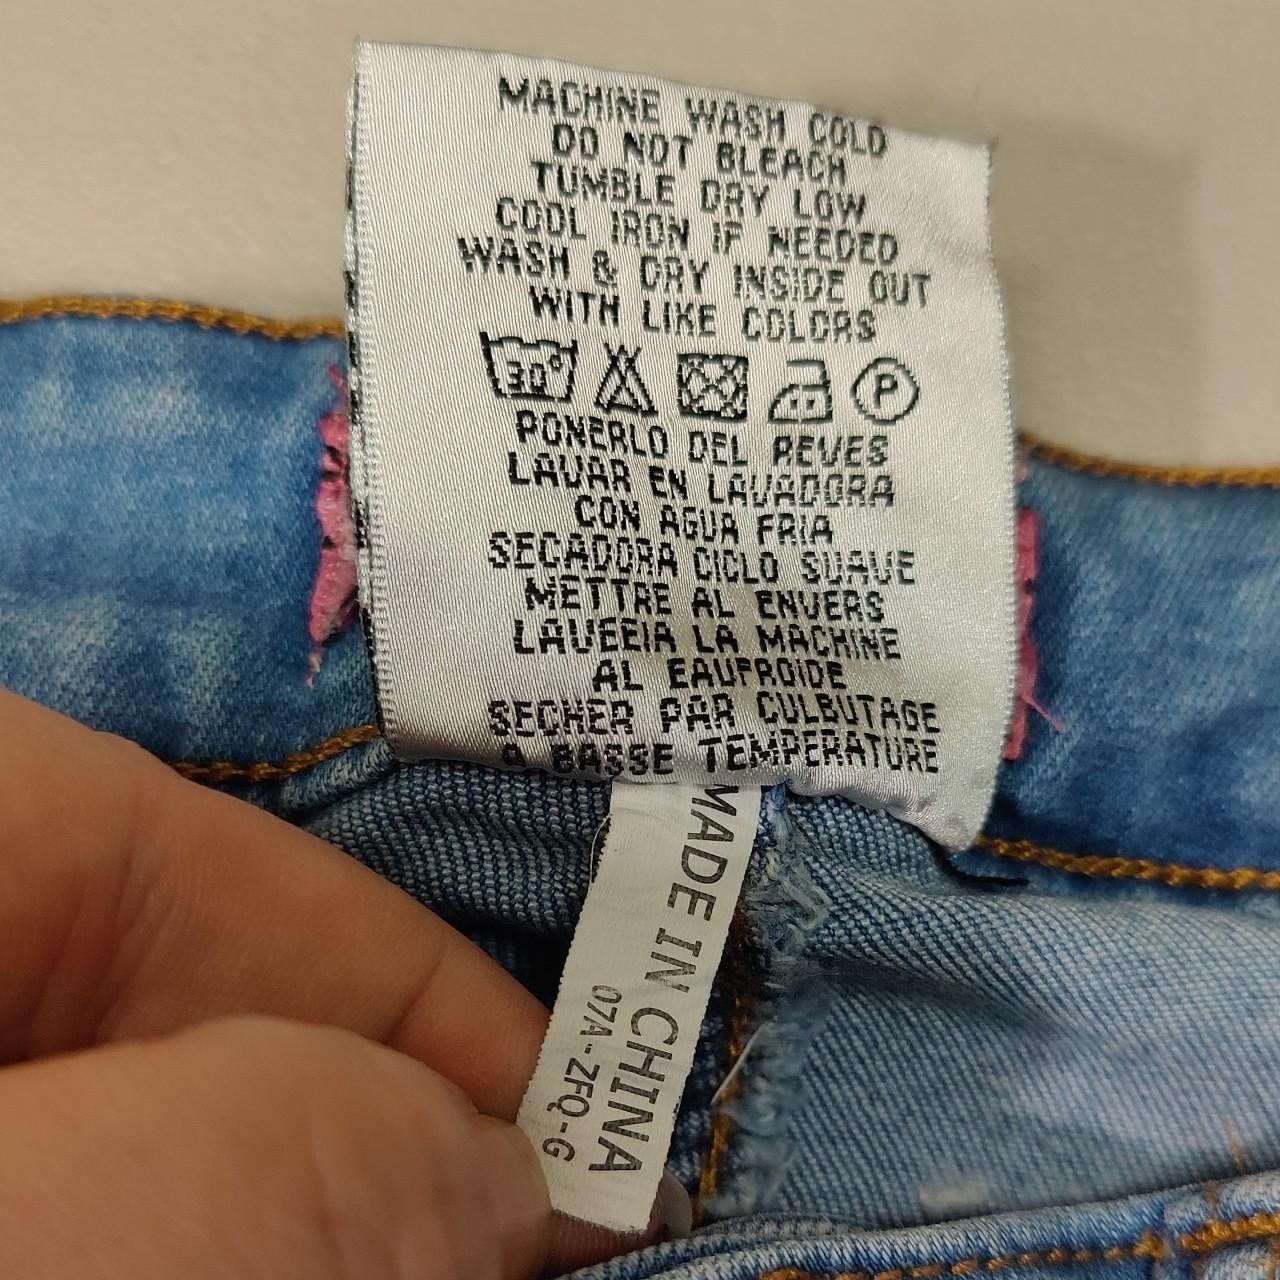 MACHINE WASH COLD
DO NOT BLEACH
TUMBLE DRY LOW
COOL IRON IF NEEDED
WASH & DRY INSIDE OUT
WITH LIKE COLORS
30° P
PONERLO DEL REVES
LAVAR EN LAVADORA
CON AGUA FRIA
SECADORA CICLO SUAVE
METTRE AL ENVERS
LAVEEIA LA MACHINE
AL EAUFROIDE
SECHER PAR CULBUTAGE
A BASSE TEMPERATURE
MADE IN CHINA
07A-ZFQ-G